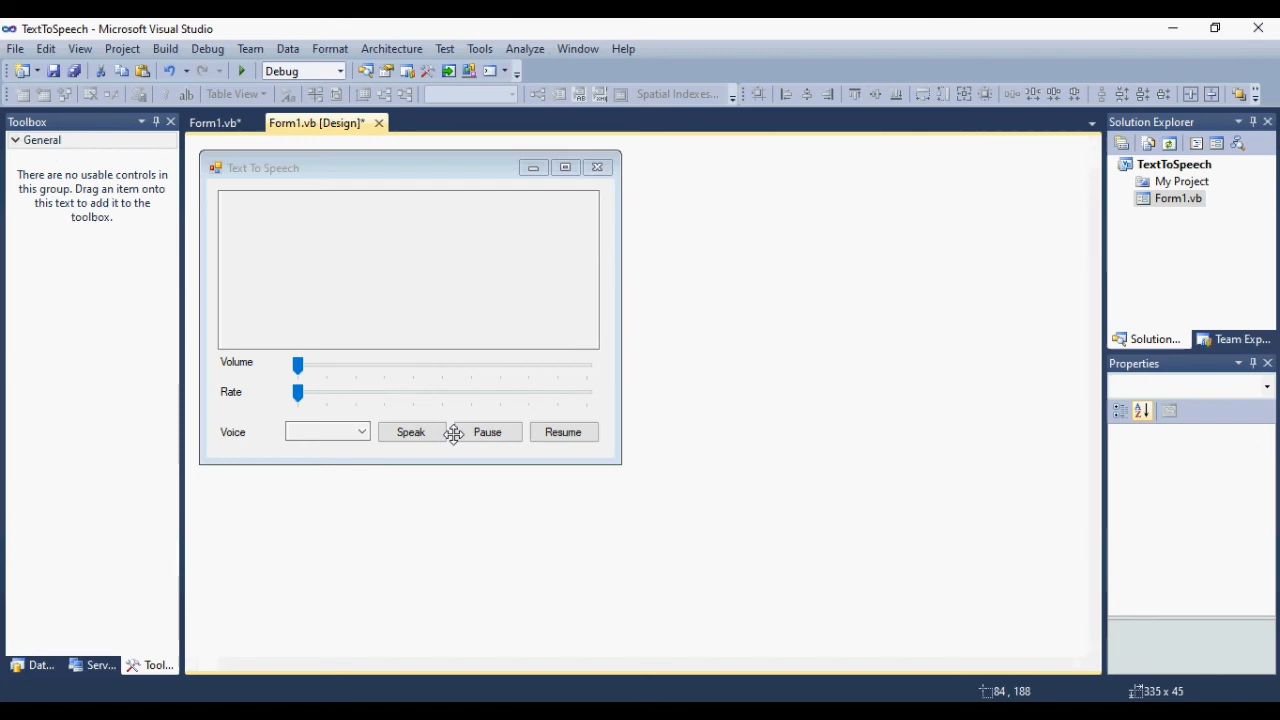 TextToSpeech - Microsoft Visual Studio
File Edit View Project Build Debug Team Data Format Architecture Test Tools Analyze Window Help
Debug
ab Table View Spatial Indexes...
Toolbox
Form1.vb*
Form1.vb [Design]*
Solution Explorer
General
There are no usable controls in
this group. Drag an item onto
this text to add it to the
toolbox.
Text To Speech
TextToSpeech
My Project
Form1.vb
Solution...
Team Exp...
Volume
Properties
Rate
Voice
Speak
Pause
Resume
Dat...
Serv...
Tool...
84 , 188
335 x 45